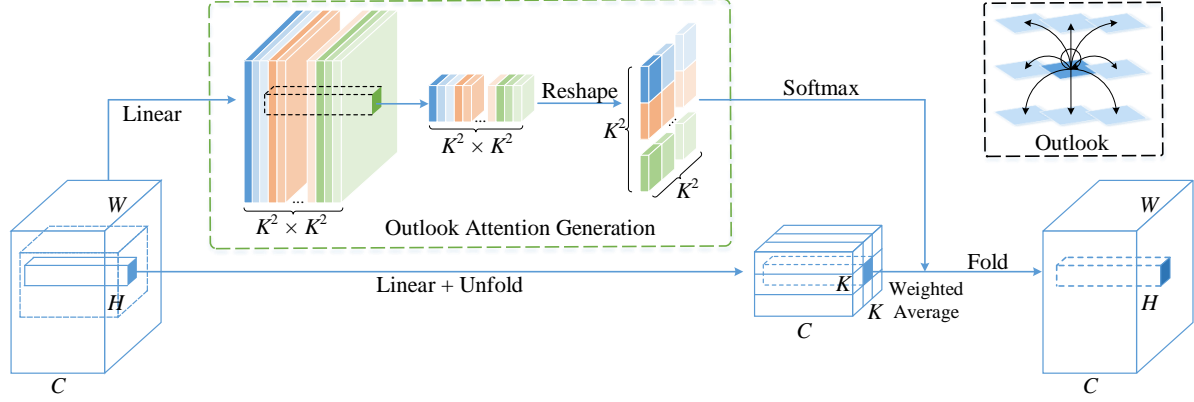 Linear
...
K² × K²
...
K² × K²
Outlook Attention Generation
Reshape
K²
...
K²
Softmax
Outlook
W
H
C
Linear + Unfold
K
K
C
Weighted
Average
Fold
W
H
C